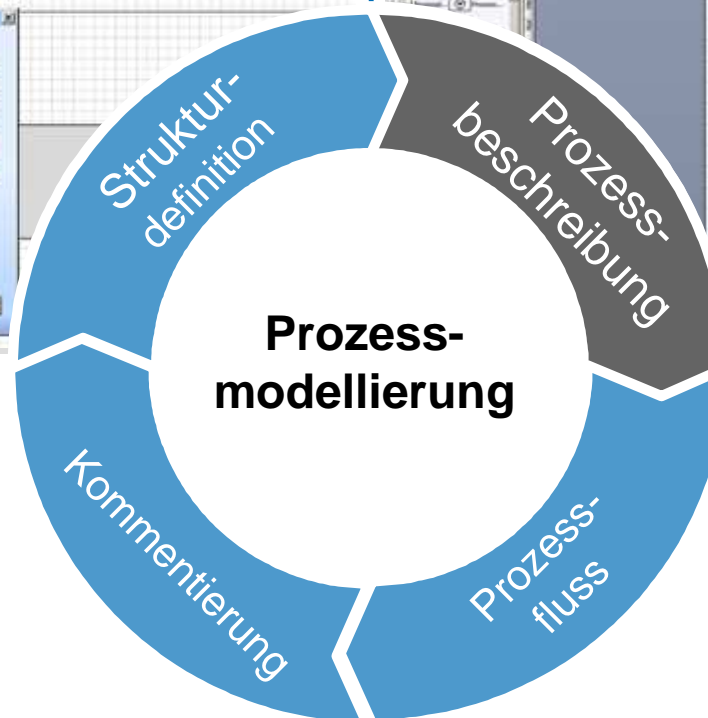 Struktur-
definition
Prozess-
beschreibung
Prozess-
modellierung
Kommentierung
Prozess-
fluss